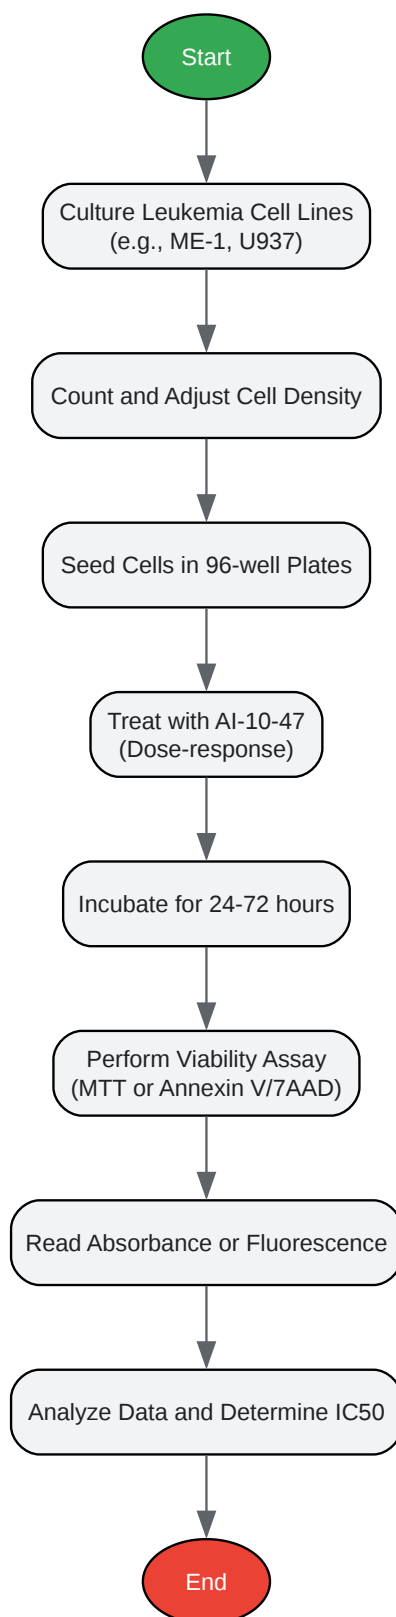 Start
Culture Leukemia Cell Lines
(e.g., ME-1, U937)
Count and Adjust Cell Density
Seed Cells in 96-well Plates
Treat with AI-10-47
(Dose-response)
Incubate for 24-72 hours
Perform Viability Assay
(MTT or Annexin V/7AAD)
Read Absorbance or Fluorescence
Analyze Data and Determine IC50
End